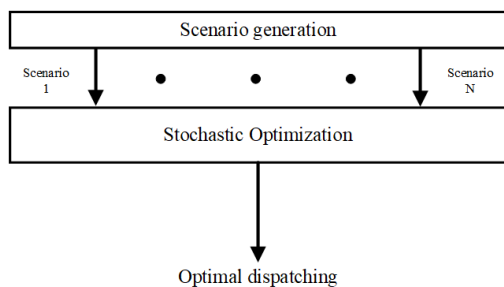 Scenario generation
Scenario
1
Scenario
N
Stochastic Optimization
Optimal dispatching